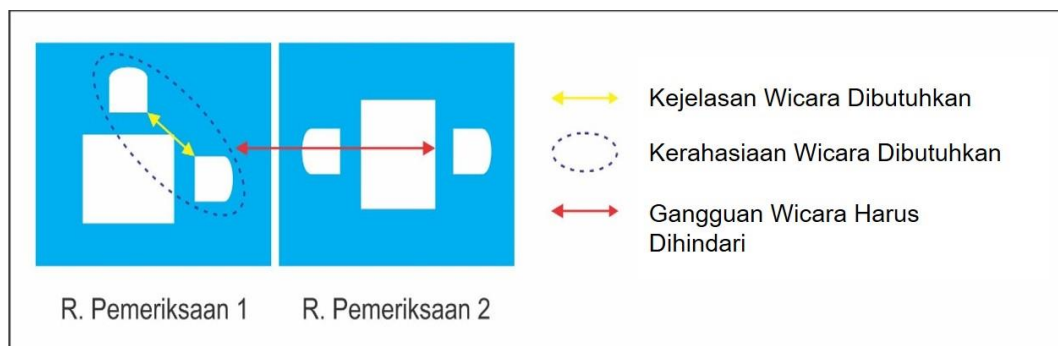 Kejelasan Wicara Dibutuhkan
Kerahasiaan Wicara Dibutuhkan
Gangguan Wicara Harus
Dihindari
R. Pemeriksaan 1
R. Pemeriksaan 2